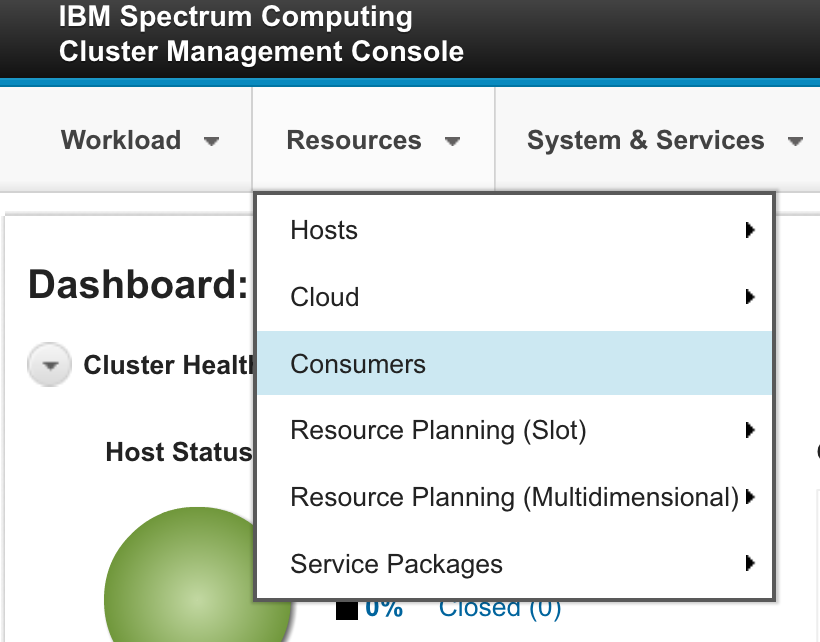 IBM Spectrum Computing
Cluster Management Console
Workload
Resources
System & Services
Hosts
Cloud
Consumers
Resource Planning (Slot)
Resource Planning (Multidimensional)
Service Packages
Dashboard:
Cluster Health
Host Status
0% Closed (0)